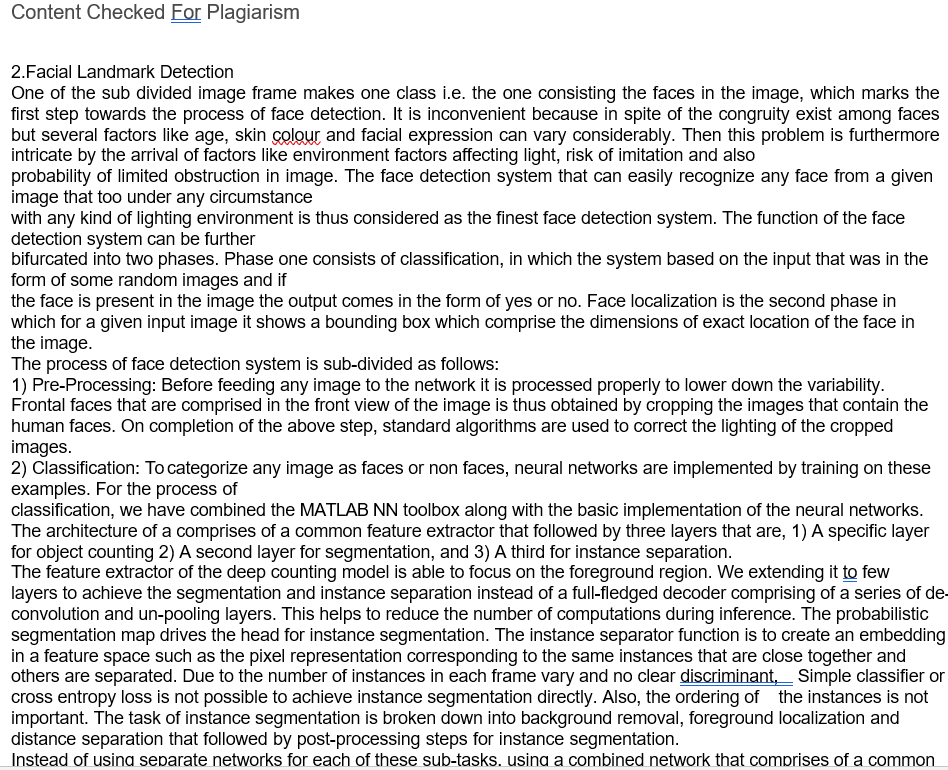 Content Checked For Plagiarism
2.Facial Landmark Detection
One of the sub divided image frame makes one class i.e. the one consisting the faces in the image, which marks the
first step towards the process of face detection. It is inconvenient because in spite of the congruity exist among faces
but several factors like age, skin colour and facial expression can vary considerably. Then this problem is furthermore
intricate by the arrival of factors like environment factors affecting light, risk of imitation and also
probability of limited obstruction in image. The face detection system that can easily recognize any face from a given
image that too under any circumstance
with any kind of lighting environment is thus considered as the finest face detection system. The function of the face
detection system can be further
bifurcated into two phases. Phase one consists of classification, in which the system based on the input that was in the
form of some random images and if
the face is present in the image the output comes in the form of yes or no. Face localization is the second phase in
which for a given input image it shows a bounding box which comprise the dimensions of exact location of the face in
the image.
The process of face detection system is sub-divided as follows:
1) Pre-Processing: Before feeding any image to the network it is processed properly to lower down the variability.
Frontal faces that are comprised in the front view of the image is thus obtained by cropping the images that contain the
human faces. On completion of the above step, standard algorithms are used to correct the lighting of the cropped
images.
2) Classification: To categorize any image as faces or non faces, neural networks are implemented by training on these
examples. For the process of
classification, we have combined the MATLAB NN toolbox along with the basic implementation of the neural networks.
The architecture of a comprises of a common feature extractor that followed by three layers that are, 1) A specific layer
for object counting 2) A second layer for segmentation, and 3) A third for instance separation.
The feature extractor of the deep counting model is able to focus on the foreground region. We extending it to few
layers to achieve the segmentation and instance separation instead of a full-fledged decoder comprising of a series of de-
convolution and un-pooling layers. This helps to reduce the number of computations during inference. The probabilistic
segmentation map drives the head for instance segmentation. The instance separator function is to create an embedding
in a feature space such as the pixel representation corresponding to the same instances that are close together and
others are separated. Due to the number of instances in each frame vary and no clear discriminant, Simple classifier or
cross entropy loss is not possible to achieve instance segmentation directly. Also, the ordering of the instances is not
important. The task of instance segmentation is broken down into background removal, foreground localization and
distance separation that followed by post-processing steps for instance segmentation.
Instead of using separate networks for each of these sub-tasks, using a combined network that comprises of a common